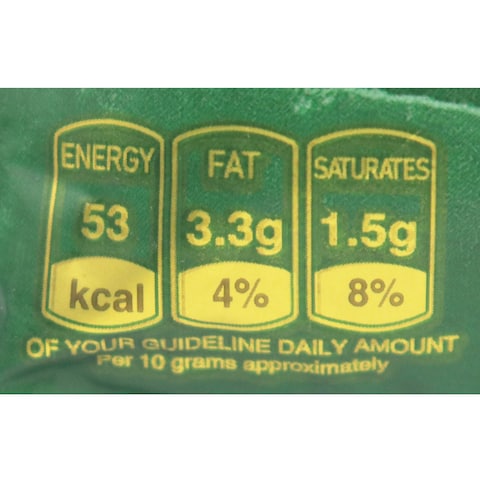 ENERGY FAT SATURATES
53 3.3g 1.5g
kcal 4% 8%
OF YOUR GUIDELINE DAILY AMOUNT
Per 10 grams approximately